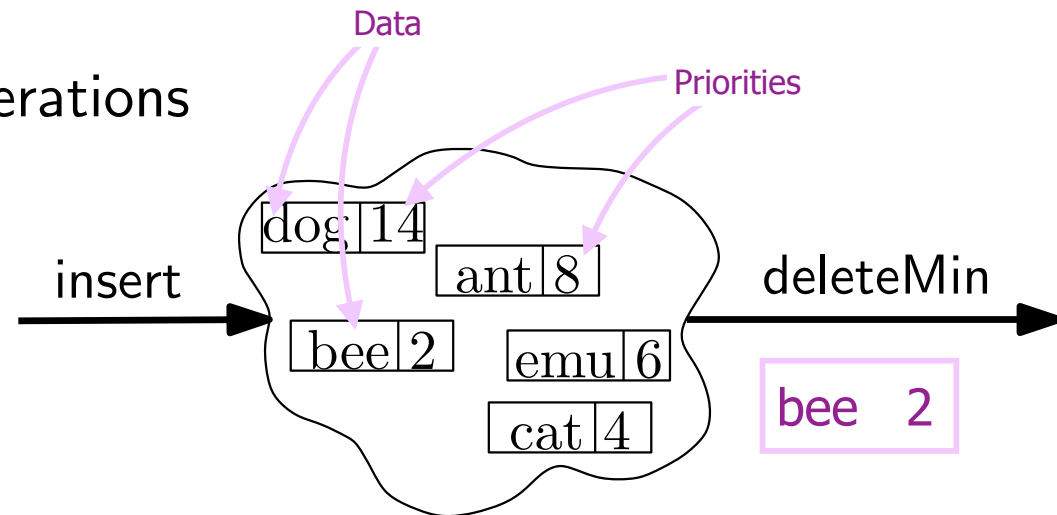 Data
erations
Priorities
dog 14
ant 8
insert
deleteMin
bee 2
emu 6
cat 4
bee 2